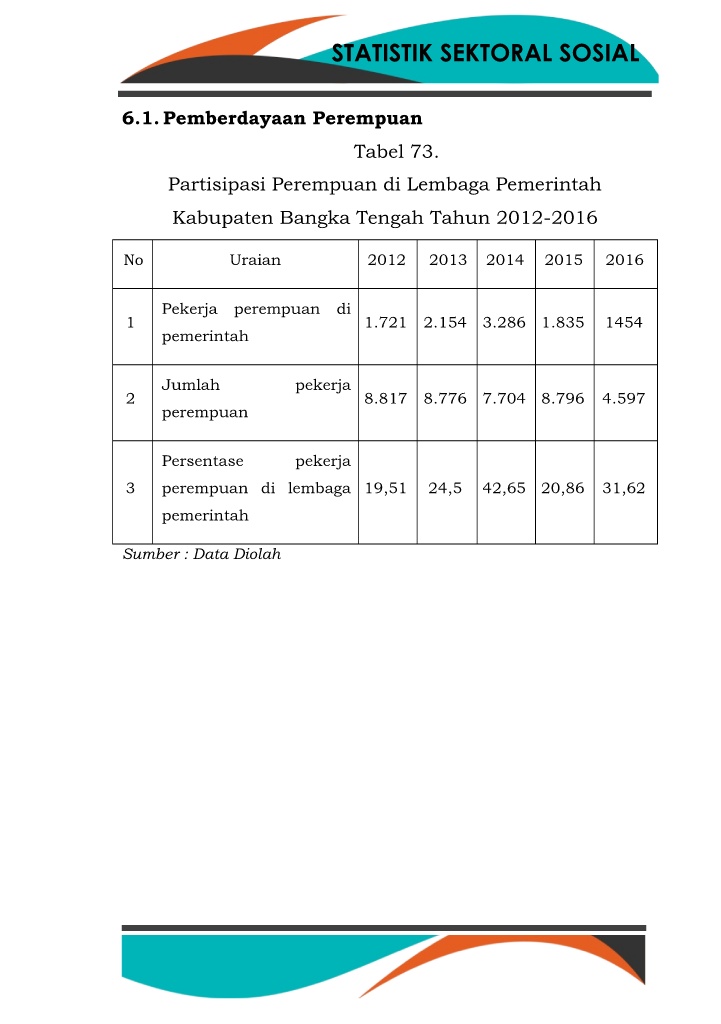 STATISTIK SEKTORAL SOSIAL
6.1. Pemberdayaan Perempuan
Tabel 73.
Partisipasi Perempuan di Lembaga Pemerintah
Kabupaten Bangka Tengah Tahun 2012-2016
No Uraian 2012 2013 2014 2015 2016
1 Pekerja perempuan di pemerintah 1.721 2.154 3.286 1.835 1454
2 Jumlah pekerja perempuan 8.817 8.776 7.704 8.796 4.597
3 Persentase pekerja perempuan di lembaga pemerintah 19,51 24,5 42,65 20,86 31,62
Sumber : Data Diolah